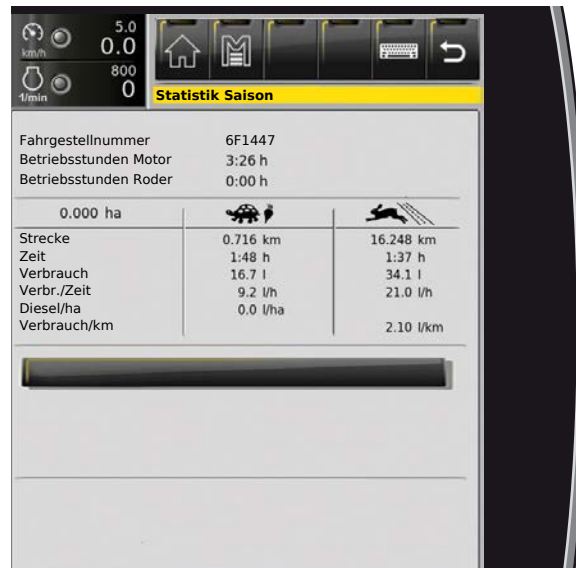 5.0
km/h 0.0
800
1/min 0
Statistik Saison
Fahrgestellnummer 6F1447
Betriebsstunden Motor 3:26 h
Betriebsstunden Roder 0:00 h
0.000 ha
Strecke 0.716 km 16.248 km
Zeit 1:48 h 1:37 h
Verbrauch 16.7 l 34.1 l
Verbr./Zeit 9.2 l/h 21.0 l/h
Diesel/ha 0.0 l/ha
Verbrauch/km 2.10 l/km